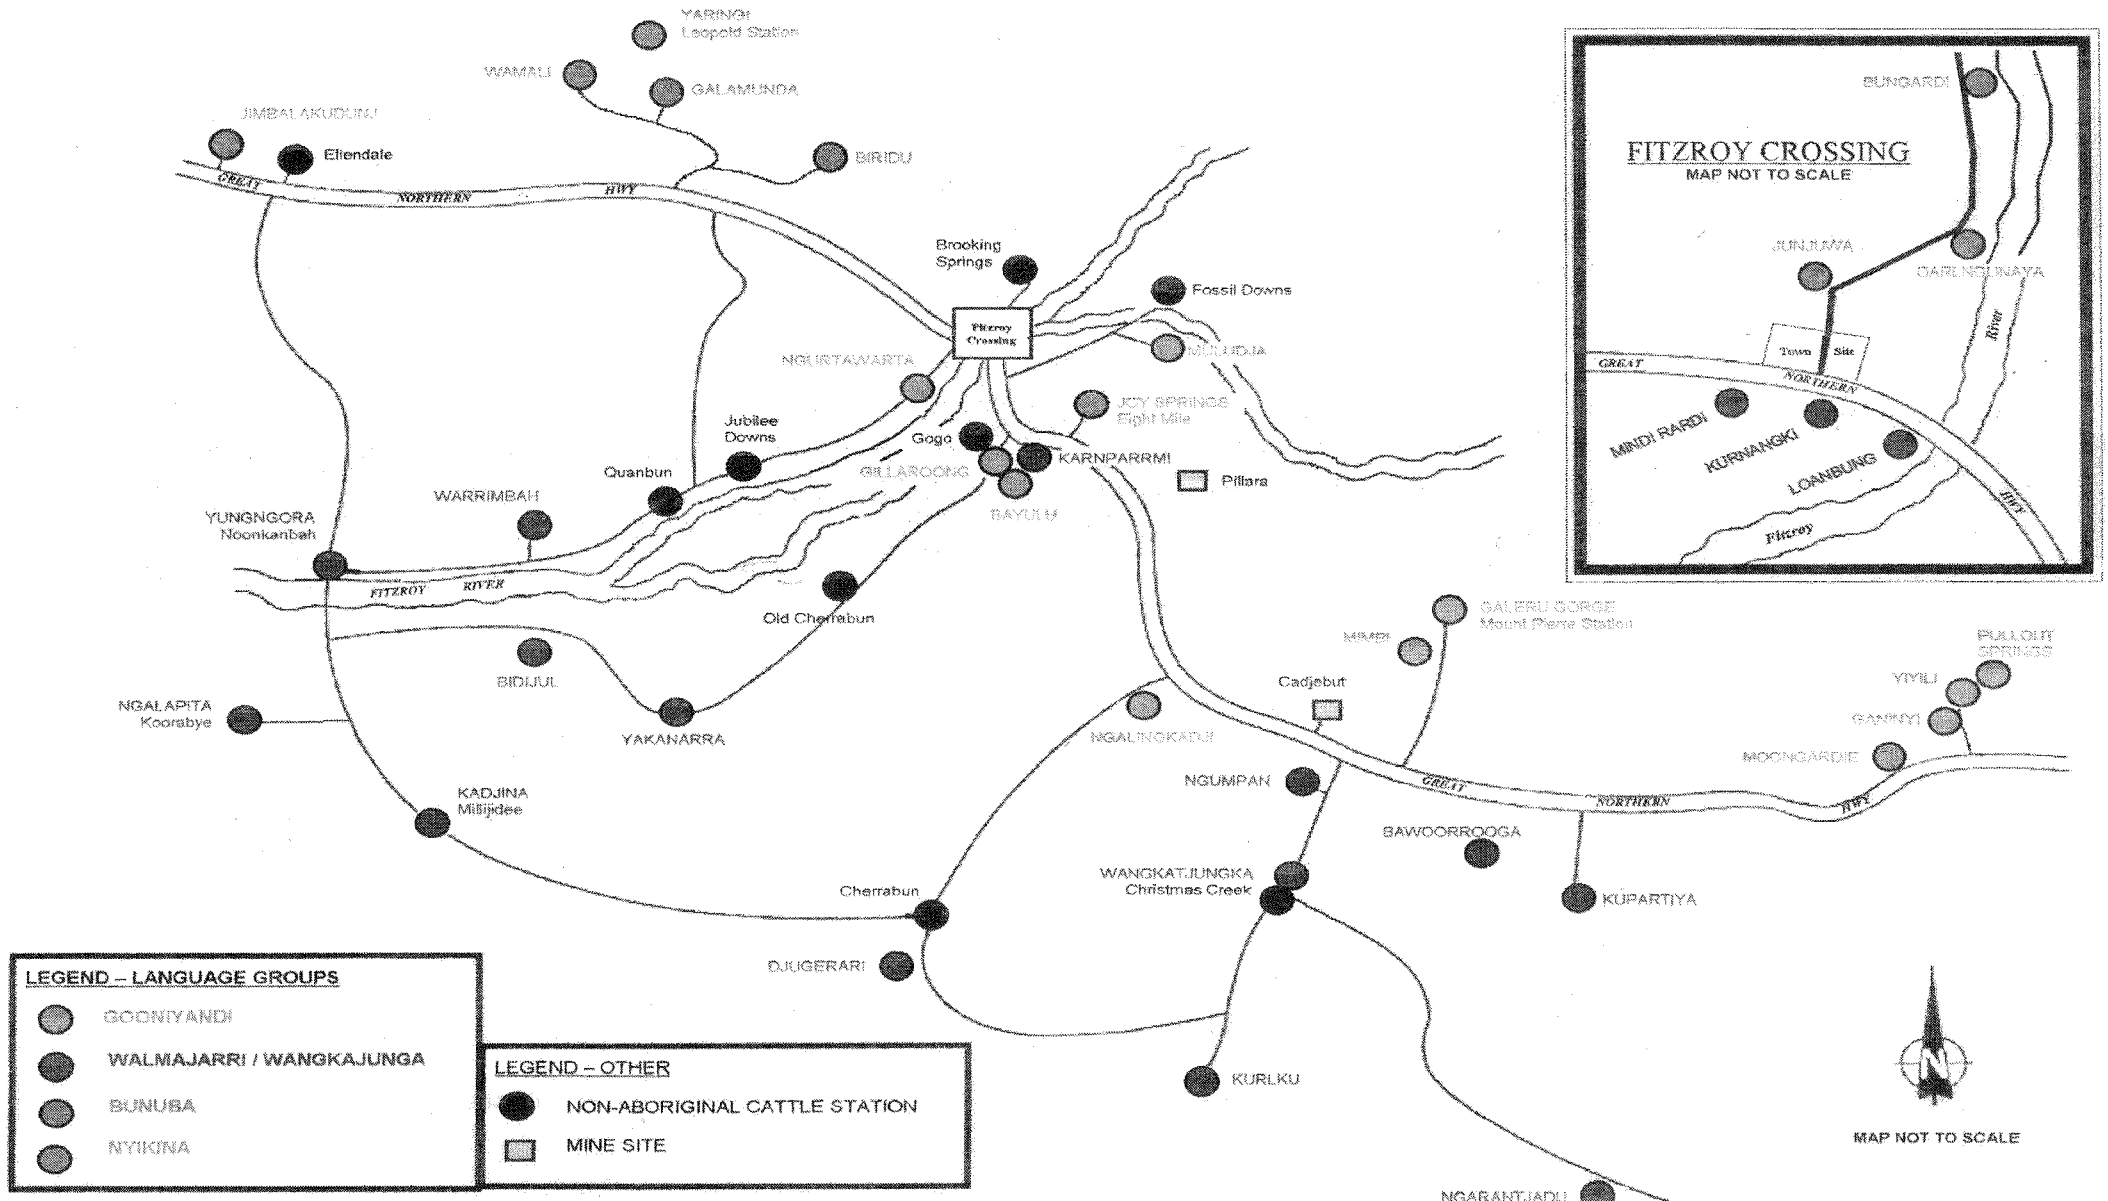 YARINGI
Leopold Station
WAMALI
GALAMUNDA
JIMBALAKUDUNJ
Ellendale
BIRIDU
GREAT NORTHERN HWY
Brooking
Springs
Fossil Downs
Fitzroy
Crossing
MULUDJA
NGURTAWARTA
JOY SPRINGS
Eight Mile
Jubilee
Downs
Gogo
KARNPARRMI
GILLAROONG
Pillara
Quanbun
WARRIMBAH
BAYULU
YUNGNGORA
Noonkanbah
FITZROY RIVER
Old Cherrabun
BIDIJUL
NGALAPITA
Koorabye
YAKANARRA
KADJINA
Millijidee
GALERU GORGE
Mount Pierre Station
MIMBI
PULLOUT
SPRINGS
YIYILI
Cadjebut
GANINYI
NGALINGKADJI
MOONGARDIE
NGUMPAN
GREAT NORTHERN HWY
BAWOORROOGA
WANGKATJUNGKA
Christmas Creek
KUPARTIYA
Cherrabun
DJUGERARI
KURLKU
NGARANTJADU
FITZROY CROSSING
MAP NOT TO SCALE
BUNGARDI
JUNJUWA
DARLNGUNAYA
River
Town Site
GREAT NORTHERN HWY
MINDI RARDI
KURNANGKI
LOANBUNG
Fitzroy
LEGEND – LANGUAGE GROUPS
GOONIYANDI
WALMAJARRI / WANGKAJUNGA
BUNUBA
NYIKINA
LEGEND – OTHER
NON-ABORIGINAL CATTLE STATION
MINE SITE
N
MAP NOT TO SCALE